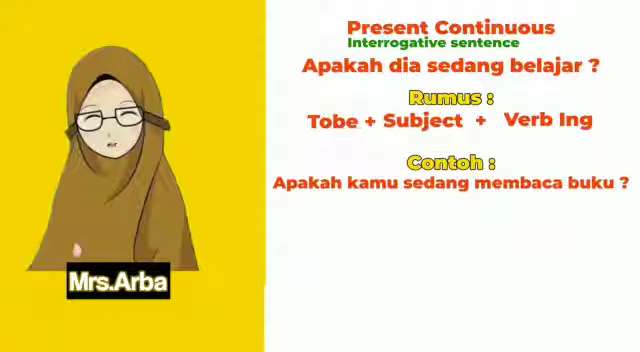 Present Continuous
Interrogative sentence
Apakah dia sedang belajar ?
Rumus :
Tobe + Subject + Verb Ing
Contoh :
Apakah kamu sedang membaca buku ?
Mrs.Arba